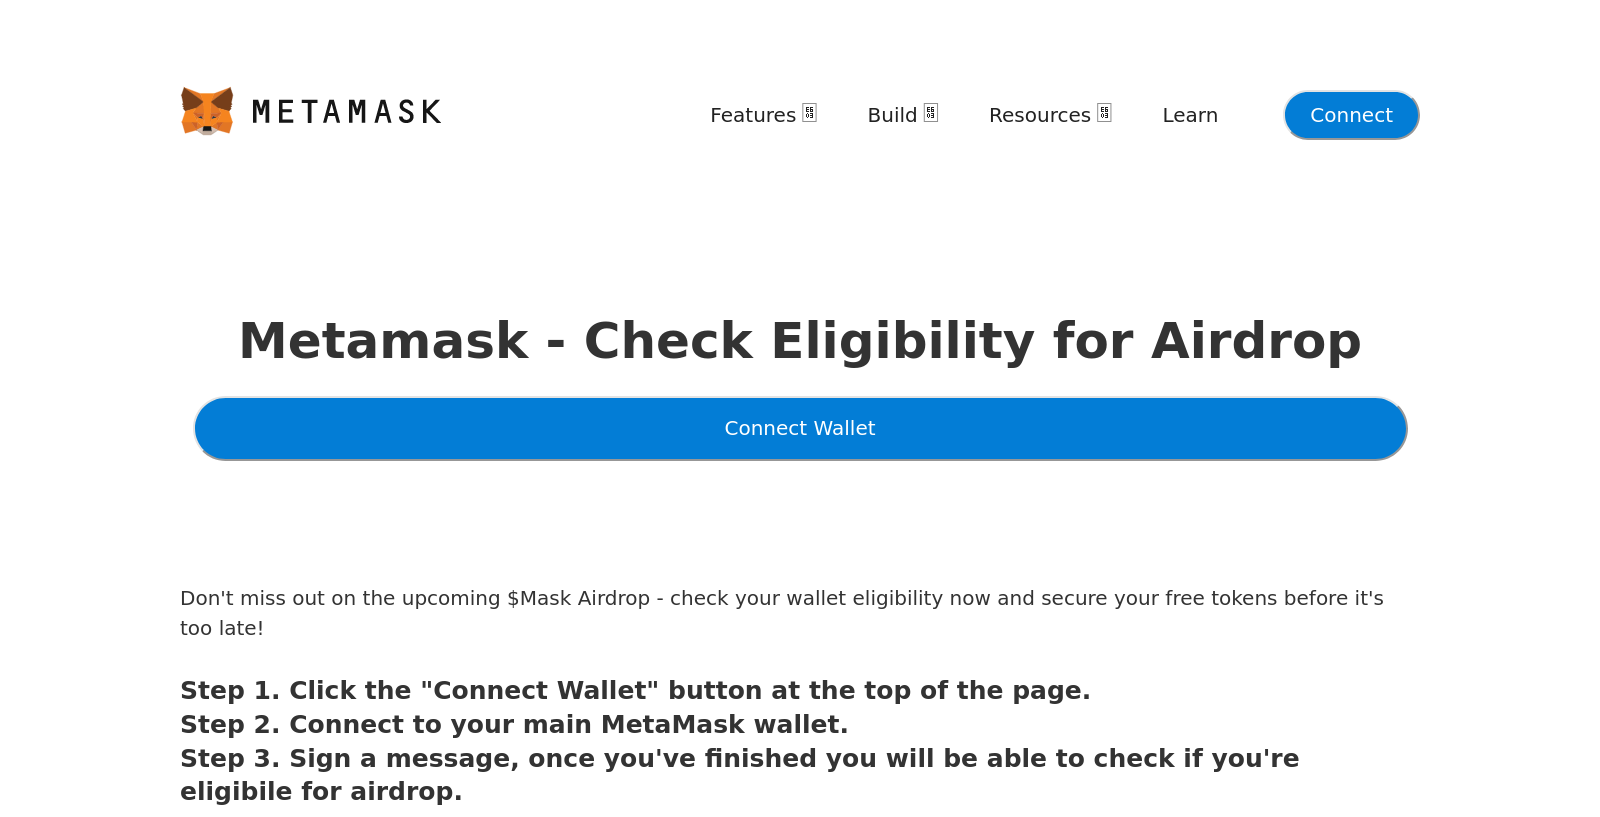 METAMASK
Features Build Resources Learn Connect
Metamask - Check Eligibility for Airdrop
Connect Wallet
Don't miss out on the upcoming $Mask Airdrop - check your wallet eligibility now and secure your free tokens before it's
too late!
Step 1. Click the "Connect Wallet" button at the top of the page.
Step 2. Connect to your main MetaMask wallet.
Step 3. Sign a message, once you've finished you will be able to check if you're
eligibile for airdrop.